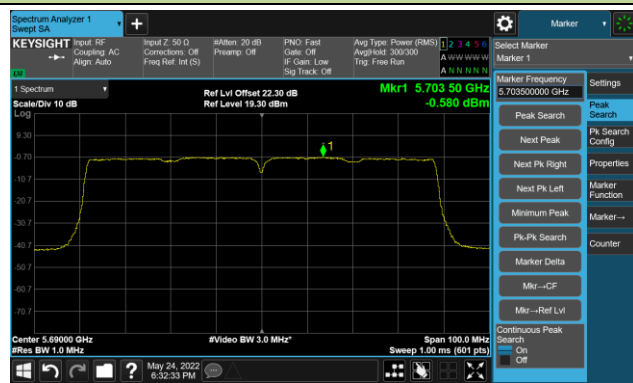 Spectrum Analyzer 1
Swept SA
Marker
KEYSIGHT
Input: RF
Coupling: AC
Align: Auto
Input Z: 50 Ω
Corrections: Off
Freq Ref: Int (S)
#Atten: 20 dB
Preamp: Off
PNO: Fast
Gate: Off
IF Gain: Low
Sig Track: Off
Avg Type: Power (RMS)
Avg|Hold: 300/300
Trig: Free Run
1 2 3 4 5 6
A WW WW W
A N N N N N
Select Marker
Marker 1
1 Spectrum
Scale/Div 10 dB
Log
Ref Lvl Offset 22.30 dB
Ref Level 19.30 dBm
Mkr1 5.703 50 GHz
-0.580 dBm
9.30
-0.70
-10.7
-20.7
-30.7
-40.7
-50.7
-60.7
-70.7
1
Center 5.69000 GHz
#Res BW 1.0 MHz
#Video BW 3.0 MHz*
Span 100.0 MHz
Sweep 1.00 ms (601 pts)
Marker Frequency
5.703500000 GHz
Peak Search
Next Peak
Next Pk Right
Next Pk Left
Minimum Peak
Pk-Pk Search
Marker Delta
Mkr→CF
Mkr→Ref Lvl
Continuous Peak
Search
On
Off
Settings
Peak
Search
Pk Search
Config
Properties
Marker
Function
Marker→
Counter
?
May 24, 2022
6:32:33 PM